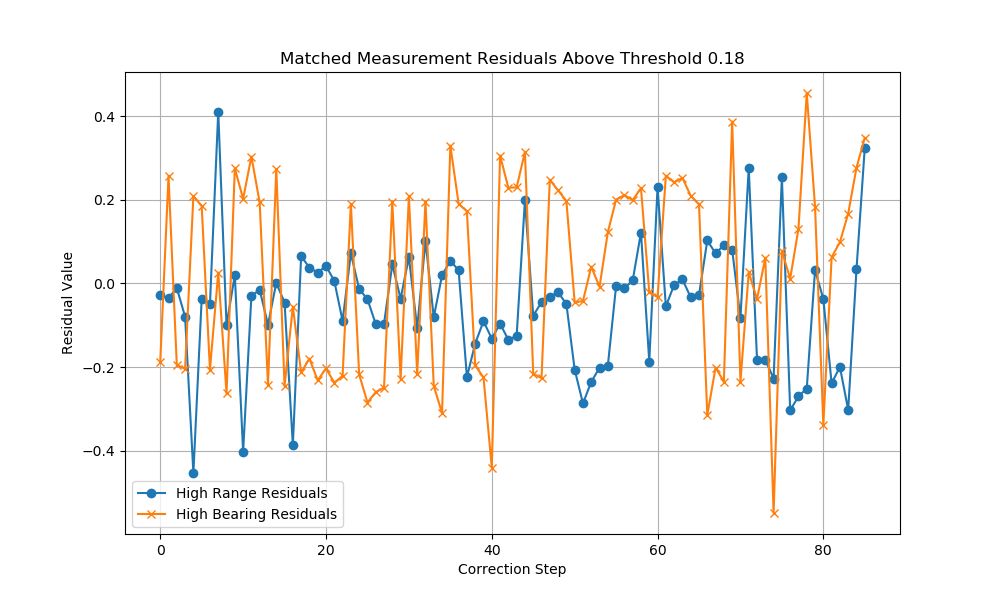 Matched Measurement Residuals Above Threshold 0.18
Residual Value
0.4
0.2
0.0
−0.2
−0.4
High Range Residuals
High Bearing Residuals
0 20 40 60 80
Correction Step